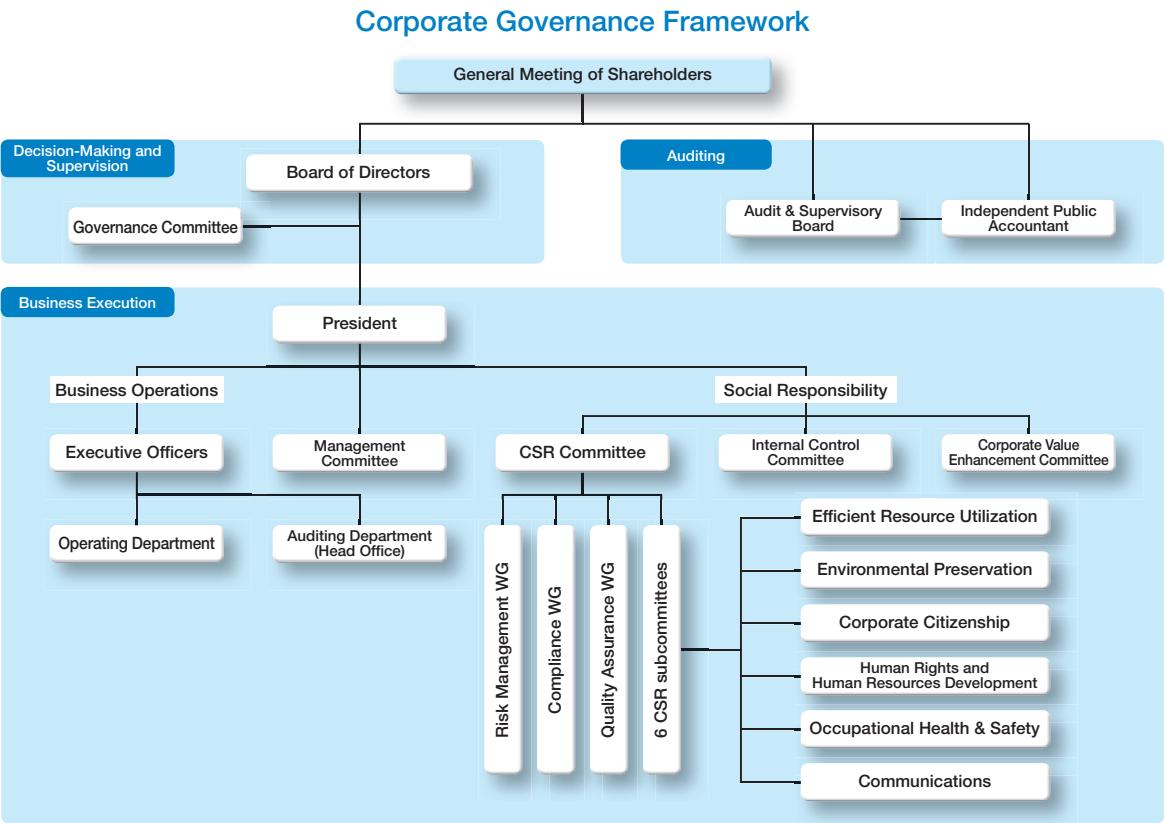 Corporate Governance Framework
General Meeting of Shareholders
Decision-Making and
Supervision
Board of Directors
Governance Committee
Auditing
Audit & Supervisory
Board
Independent Public
Accountant
Business Execution
President
Business Operations
Social Responsibility
Executive Officers
Management
Committee
CSR Committee
Internal Control
Committee
Corporate Value
Enhancement Committee
Operating Department
Auditing Department
(Head Office)
Risk Management WG
Compliance WG
Quality Assurance WG
6 CSR subcommittees
Efficient Resource Utilization
Environmental Preservation
Corporate Citizenship
Human Rights and
Human Resources Development
Occupational Health & Safety
Communications